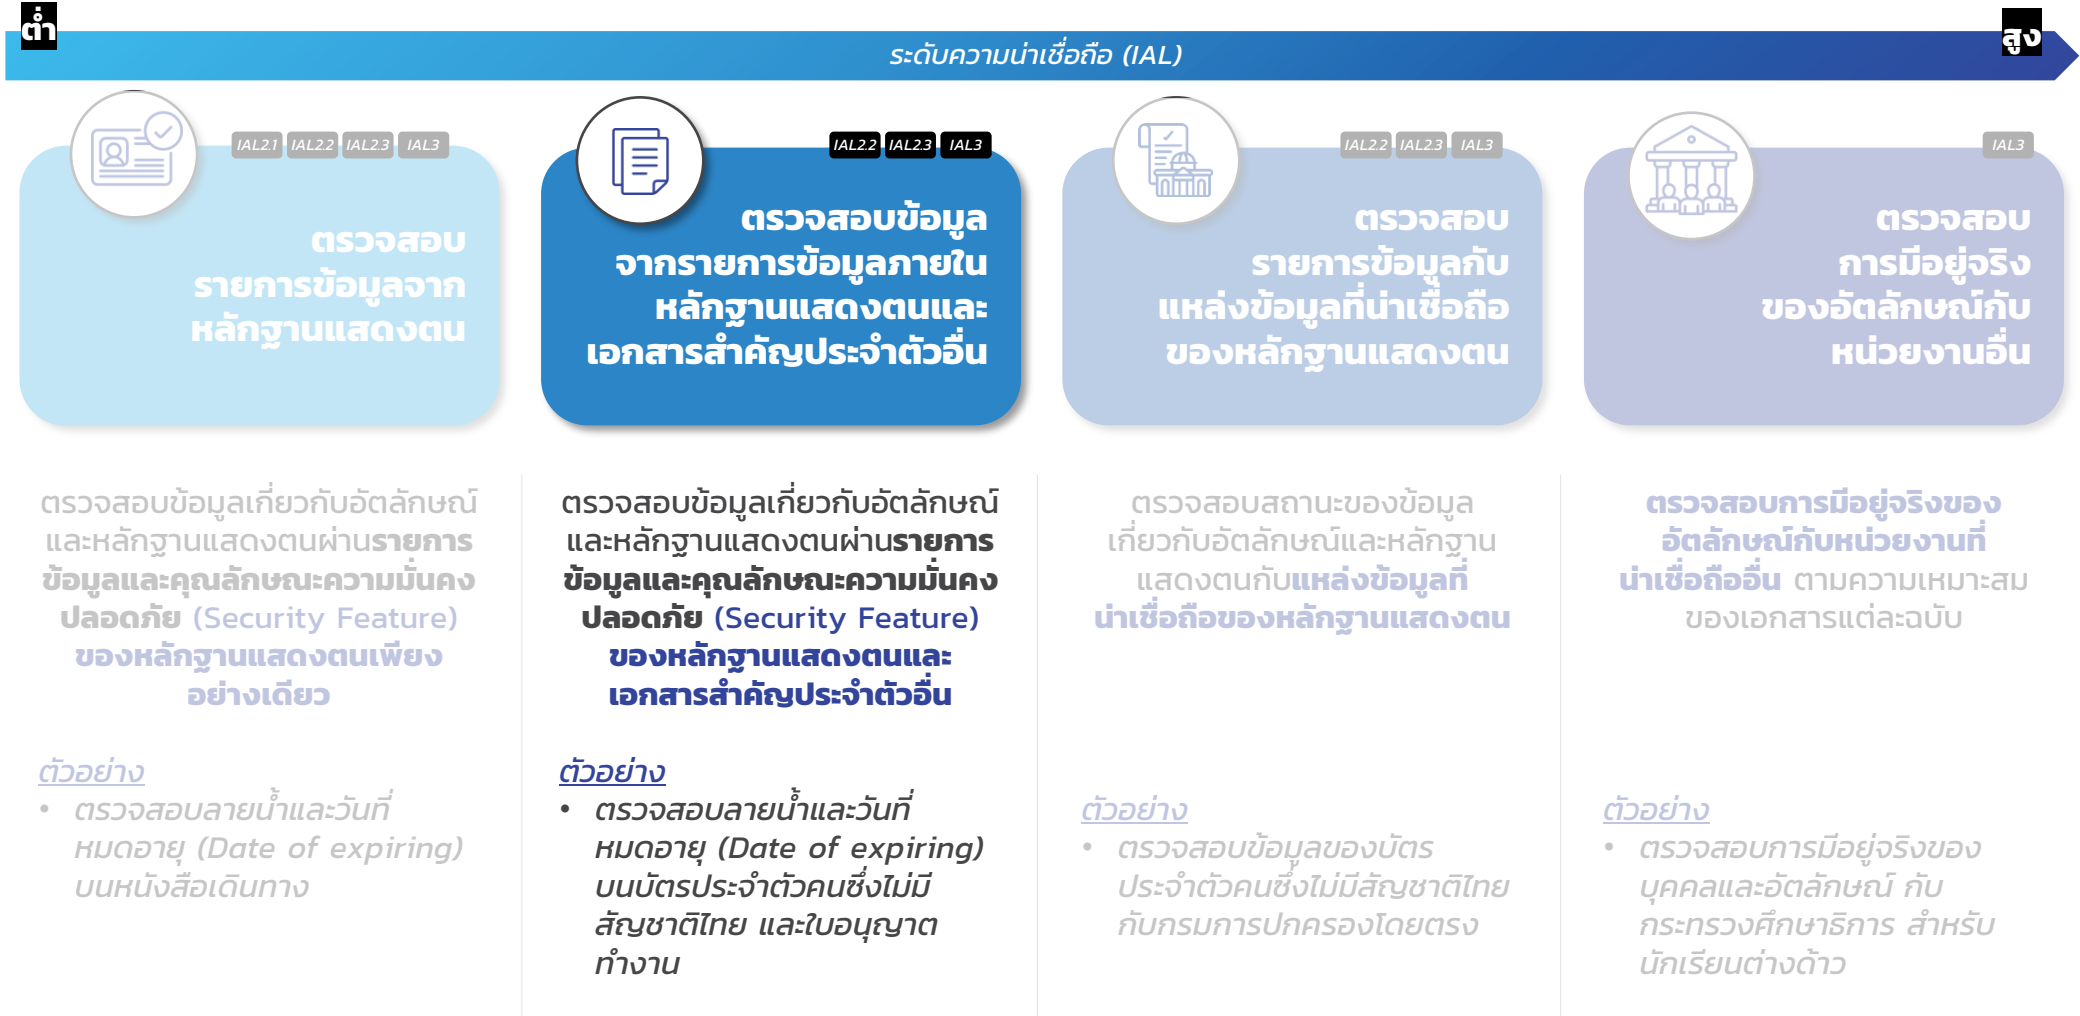 ต่ำ
ระดับความน่าเชื่อถือ (IAL)
สูง
IAL2.1 IAL2.2 IAL2.3 IAL3
ตรวจสอบ
รายการข้อมูลจาก
หลักฐานแสดงตน
ตรวจสอบข้อมูลเกี่ยวกับอัตลักษณ์
และหลักฐานแสดงตนผ่านรายการ
ข้อมูลและคุณลักษณะความมั่นคง
ปลอดภัย (Security Feature)
ของหลักฐานแสดงตนเพียง
อย่างเดียว
ตัวอย่าง
• ตรวจสอบลายน้ำและวันที่
หมดอายุ (Date of expiring)
บนหนังสือเดินทาง
IAL2.2 IAL2.3 IAL3
ตรวจสอบข้อมูล
จากรายการข้อมูลภายใน
หลักฐานแสดงตนและ
เอกสารสำคัญประจำตัวอื่น
ตรวจสอบข้อมูลเกี่ยวกับอัตลักษณ์
และหลักฐานแสดงตนผ่านรายการ
ข้อมูลและคุณลักษณะความมั่นคง
ปลอดภัย (Security Feature)
ของหลักฐานแสดงตนและ
เอกสารสำคัญประจำตัวอื่น
ตัวอย่าง
• ตรวจสอบลายน้ำและวันที่
หมดอายุ (Date of expiring)
บนบัตรประจำตัวคนซึ่งไม่มี
สัญชาติไทย และใบอนุญาต
ทำงาน
IAL2.2 IAL2.3 IAL3
ตรวจสอบ
รายการข้อมูลกับ
แหล่งข้อมูลที่น่าเชื่อถือ
ของหลักฐานแสดงตน
ตรวจสอบสถานะของข้อมูล
เกี่ยวกับอัตลักษณ์และหลักฐาน
แสดงตนกับแหล่งข้อมูลที่
น่าเชื่อถือของหลักฐานแสดงตน
ตัวอย่าง
• ตรวจสอบข้อมูลของบัตร
ประจำตัวคนซึ่งไม่มีสัญชาติไทย
กับกรมการปกครองโดยตรง
IAL3
ตรวจสอบ
การมีอยู่จริง
ของอัตลักษณ์กับ
หน่วยงานอื่น
ตรวจสอบการมีอยู่จริงของ
อัตลักษณ์กับหน่วยงานที่
น่าเชื่อถืออื่น ตามความเหมาะสม
ของเอกสารแต่ละฉบับ
ตัวอย่าง
• ตรวจสอบการมีอยู่จริงของ
บุคคลและอัตลักษณ์ กับ
กระทรวงศึกษาธิการ สำหรับ
นักเรียนต่างด้าว